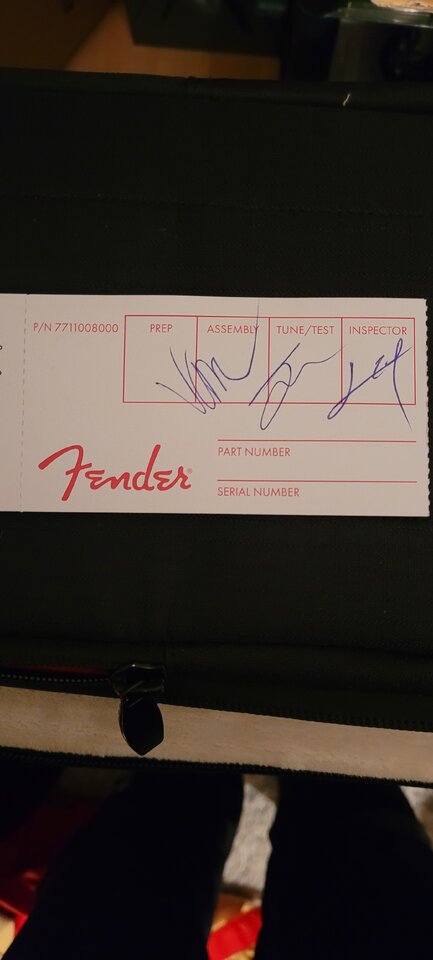 P/N 7711008000 PREP ASSEMBLY TUNE/TEST INSPECTOR
Fender®
PART NUMBER
SERIAL NUMBER